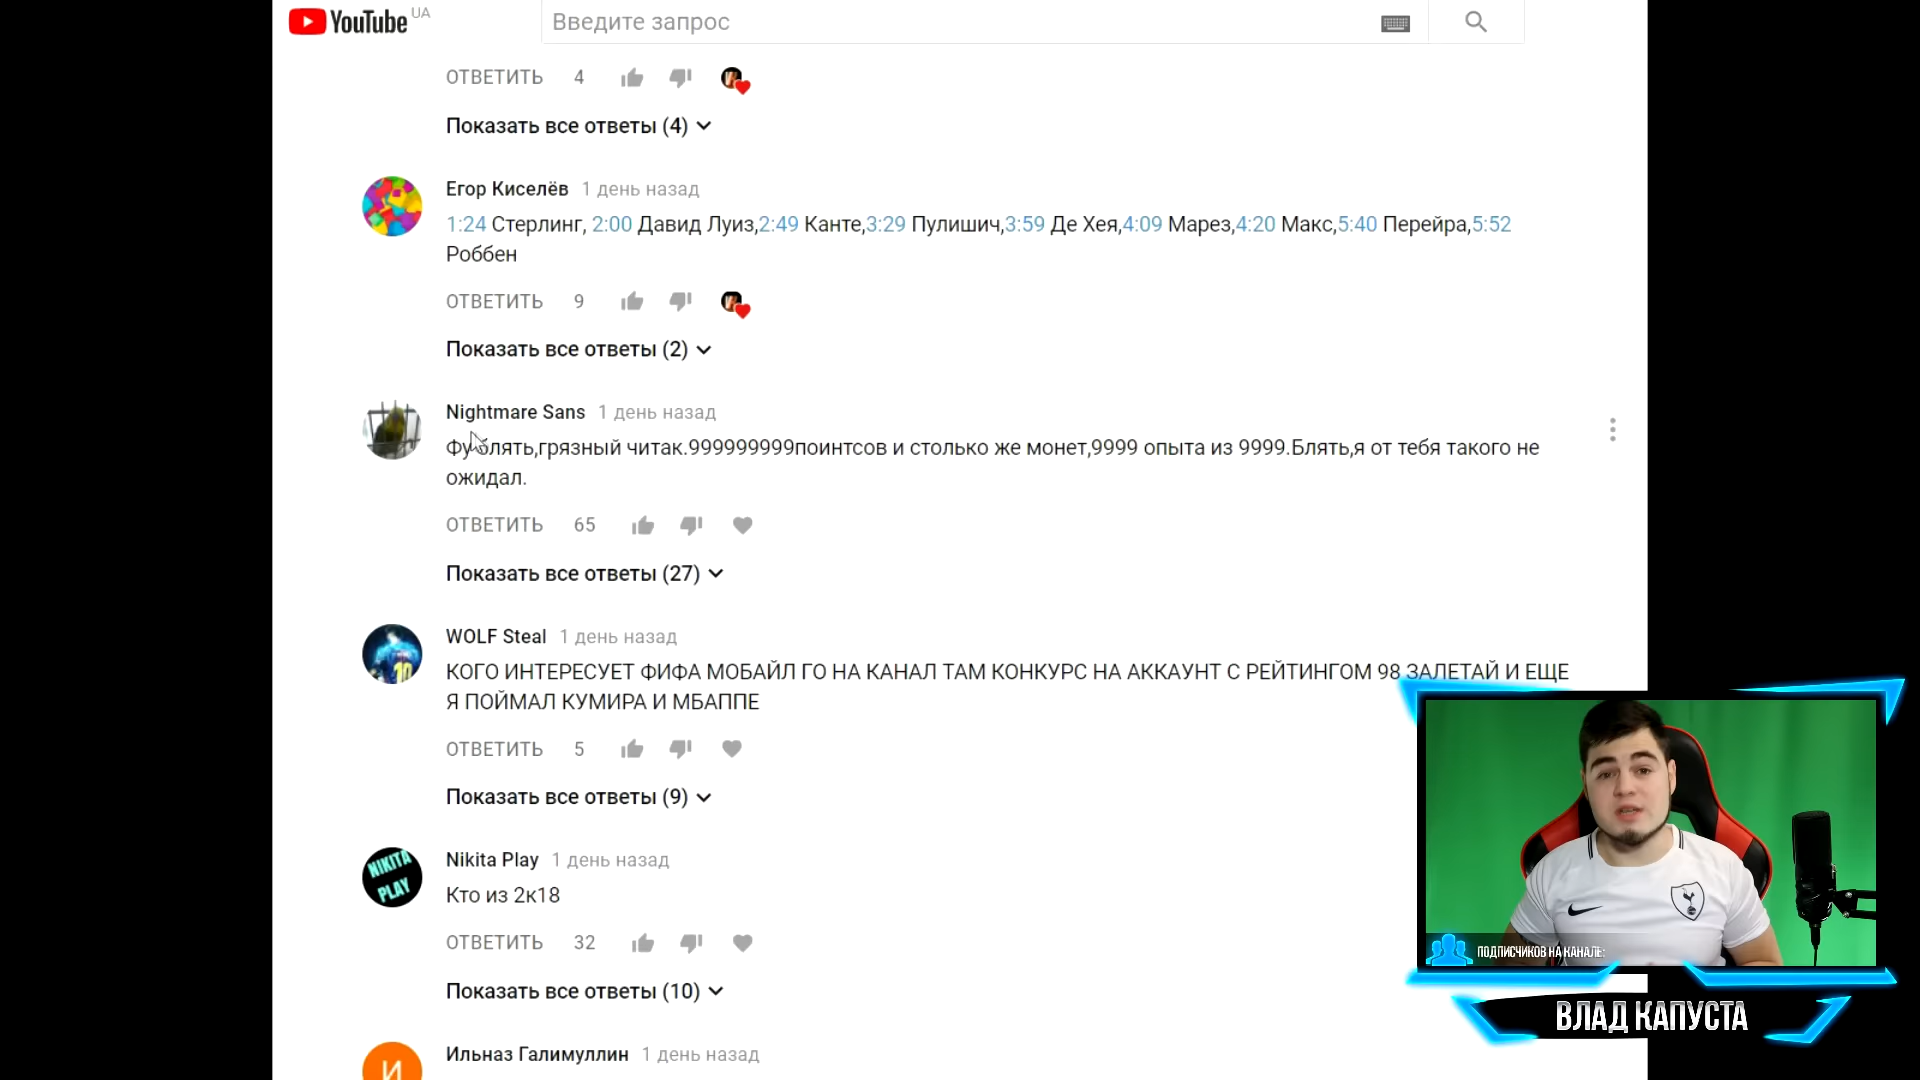 YouTube UA
Введите запрос
ОТВЕТИТЬ 4
Показать все ответы (4)
Егор Киселёв 1 день назад
1:24 Стерлинг, 2:00 Давид Луиз,2:49 Канте,3:29 Пулишич,3:59 Де Хея,4:09 Марез,4:20 Макс,5:40 Перейра,5:52
Роббен
ОТВЕТИТЬ 9
Показать все ответы (2)
Nightmare Sans 1 день назад
Фу блять,грязный читак.999999999поинтсов и столько же монет,9999 опыта из 9999.Блять,я от тебя такого не
ожидал.
ОТВЕТИТЬ 65
Показать все ответы (27)
WOLF Steal 1 день назад
КОГО ИНТЕРЕСУЕТ ФИФА МОБАЙЛ ГО НА КАНАЛ ТАМ КОНКУРС НА АККАУНТ С РЕЙТИНГОМ 98 ЗАЛЕТАЙ И ЕЩЕ
Я ПОЙМАЛ КУМИРА И МБАППЕ
ОТВЕТИТЬ 5
Показать все ответы (9)
NIKITA
PLAY
Nikita Play 1 день назад
Кто из 2к18
ОТВЕТИТЬ 32
Показать все ответы (10)
И
Ильназ Галимуллин 1 день назад
ПОДПИСЧИКОВ НА КАНАЛЕ:
ВЛАД КАПУСТА